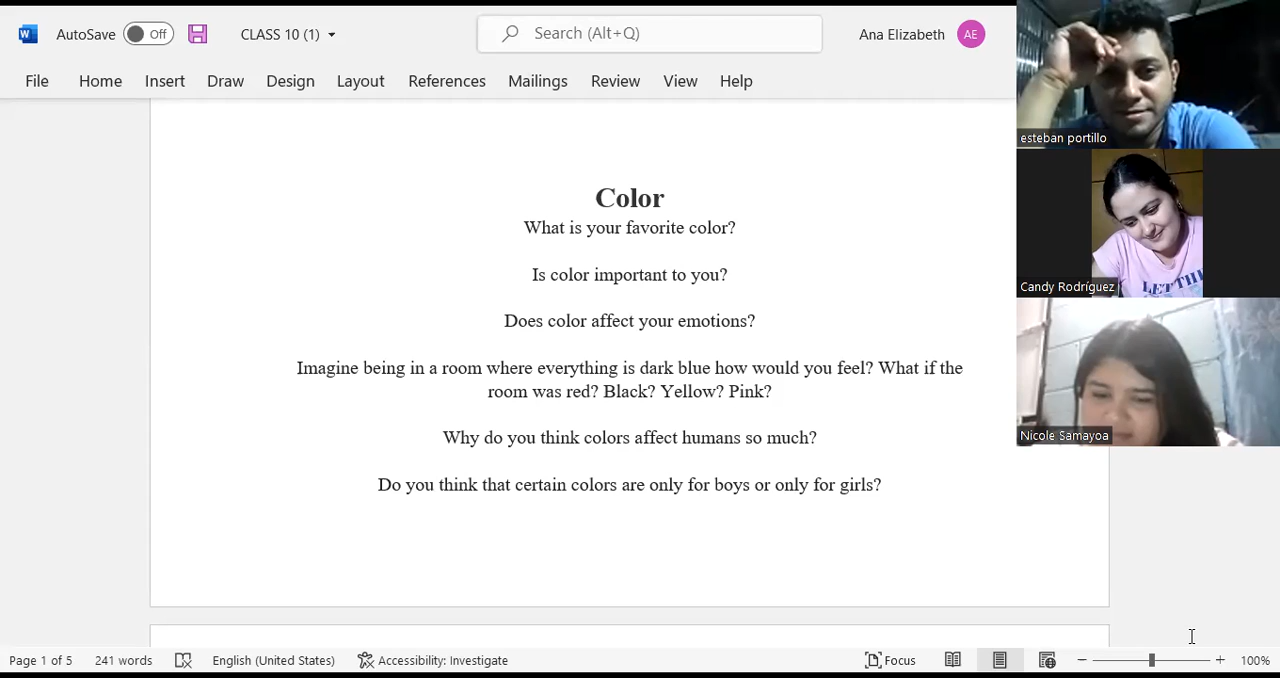 AutoSave Off CLASS 10 (1) Search (Alt+Q) Ana Elizabeth AE
File Home Insert Draw Design Layout References Mailings Review View Help
Color
What is your favorite color?
Is color important to you?
Does color affect your emotions?
Imagine being in a room where everything is dark blue how would you feel? What if the
room was red? Black? Yellow? Pink?
Why do you think colors affect humans so much?
Do you think that certain colors are only for boys or only for girls?
esteban portillo
LET THE
Candy Rodríguez
Nicole Samayoa
Page 1 of 5 241 words English (United States) Accessibility: Investigate Focus 100%